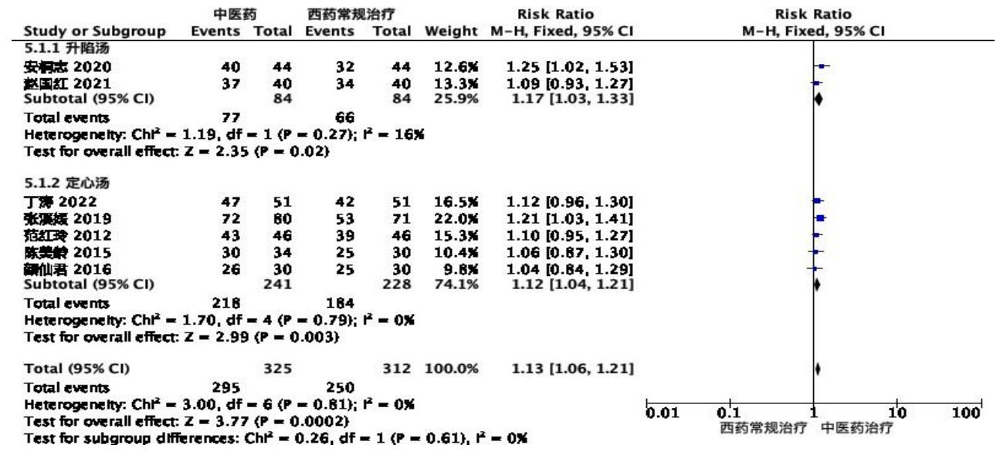 中医药 西药常规治疗 Risk Ratio Risk Ratio
Study or Subgroup Events Total Events Total Weight M-H, Fixed, 95% CI M-H, Fixed, 95% CI
5.1.1 升陷汤
安桐志 2020 40 44 32 44 12.6% 1.25 [1.02, 1.53]
赵国红 2021 37 40 34 40 13.3% 1.09 [0.93, 1.27]
Subtotal (95% CI) 84 84 25.9% 1.17 [1.03, 1.33]
Total events 77 66
Heterogeneity: Chi² = 1.19, df = 1 (P = 0.27); I² = 16%
Test for overall effect: Z = 2.35 (P = 0.02)
5.1.2 定心汤
丁 2022 47 51 42 51 16.5% 1.12 [0.96, 1.30]
张溪媛 2019 72 80 53 71 22.0% 1.21 [1.03, 1.41]
范红玲 2012 43 46 39 46 15.3% 1.10 [0.95, 1.27]
陈美龄 2015 30 34 25 30 10.4% 1.06 [0.87, 1.30]
仙君 2016 26 30 25 30 9.8% 1.04 [0.84, 1.29]
Subtotal (95% CI) 241 228 74.1% 1.12 [1.04, 1.21]
Total events 218 184
Heterogeneity: Chi² = 1.70, df = 4 (P = 0.79); I² = 0%
Test for overall effect: Z = 2.99 (P = 0.003)
Total (95% CI) 325 312 100.0% 1.13 [1.06, 1.21]
Total events 295 250
Heterogeneity: Chi² = 3.00, df = 6 (P = 0.81); I² = 0%
Test for overall effect: Z = 3.77 (P = 0.0002)
Test for subgroup differences: Chi² = 0.26, df = 1 (P = 0.61), I² = 0%
0.01 0.1 1 10 100
西药常规治疗 中医药治疗